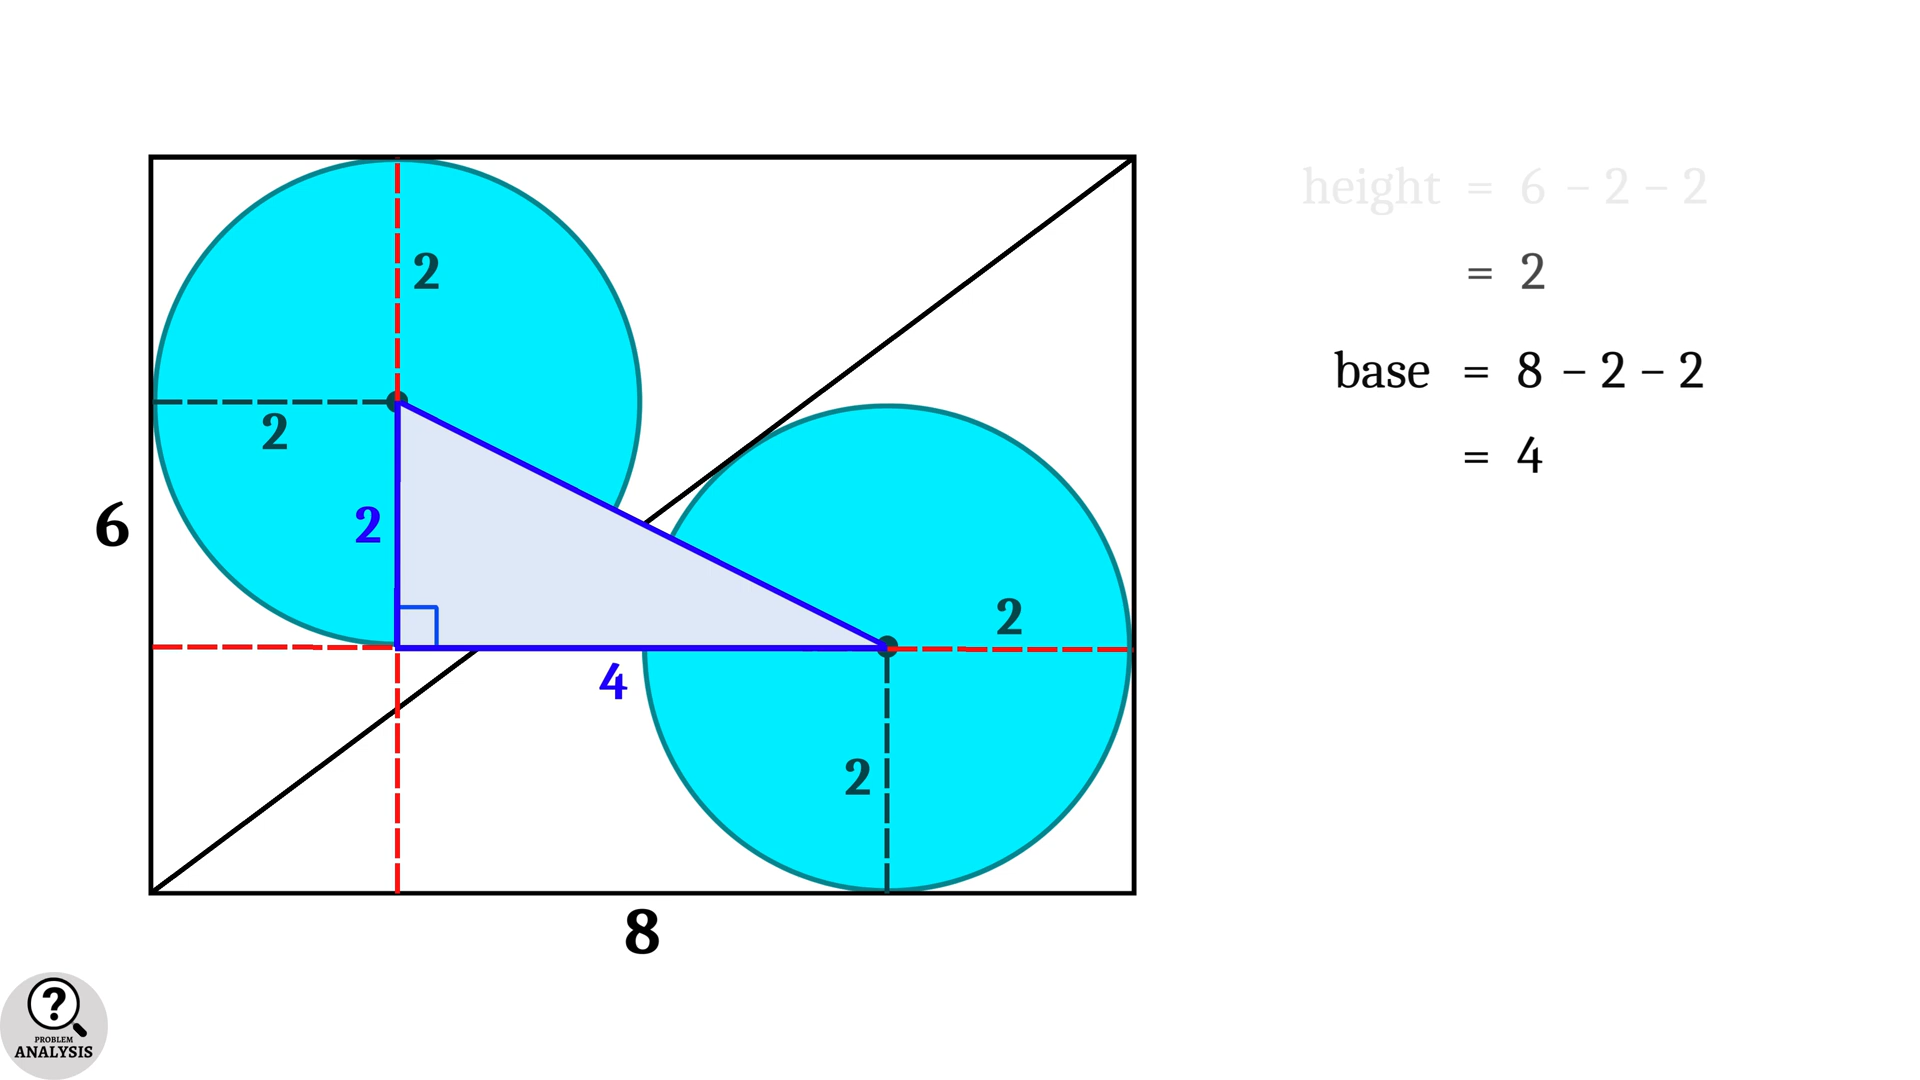 height = 6 − 2 − 2
= 2
base = 8 − 2 − 2
= 4
2
2
2
4
2
2
6
8
?
PROBLEM
ANALYSIS